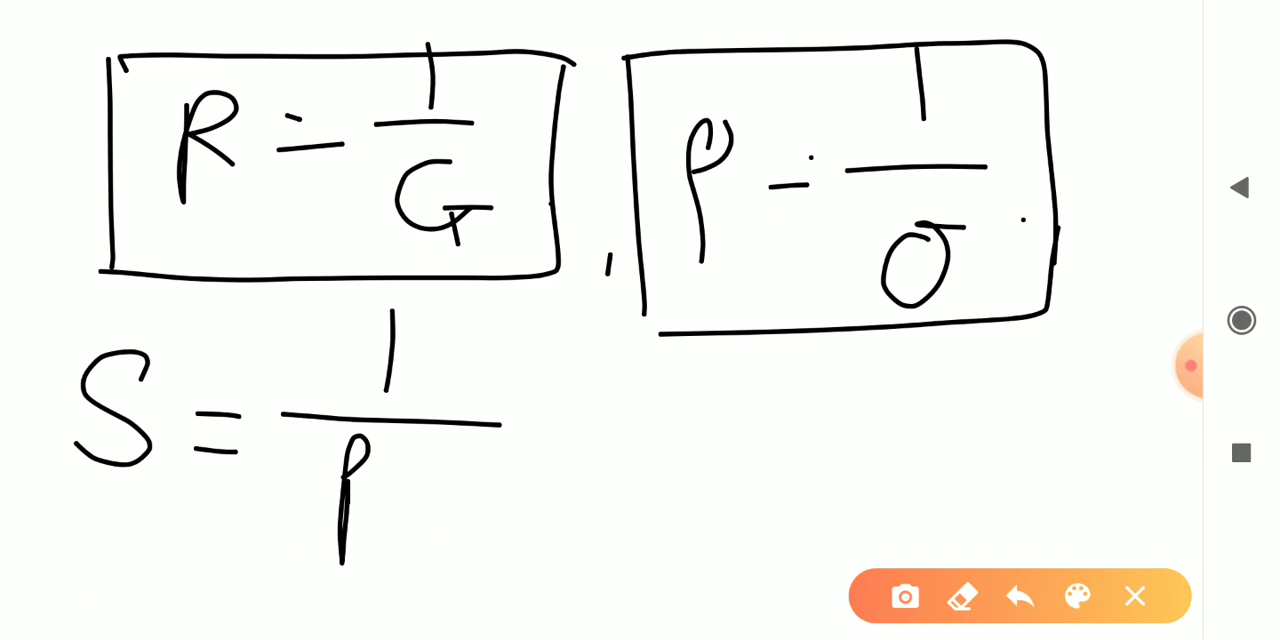 R = 1/G , ρ = 1/σ
S = 1/ρ